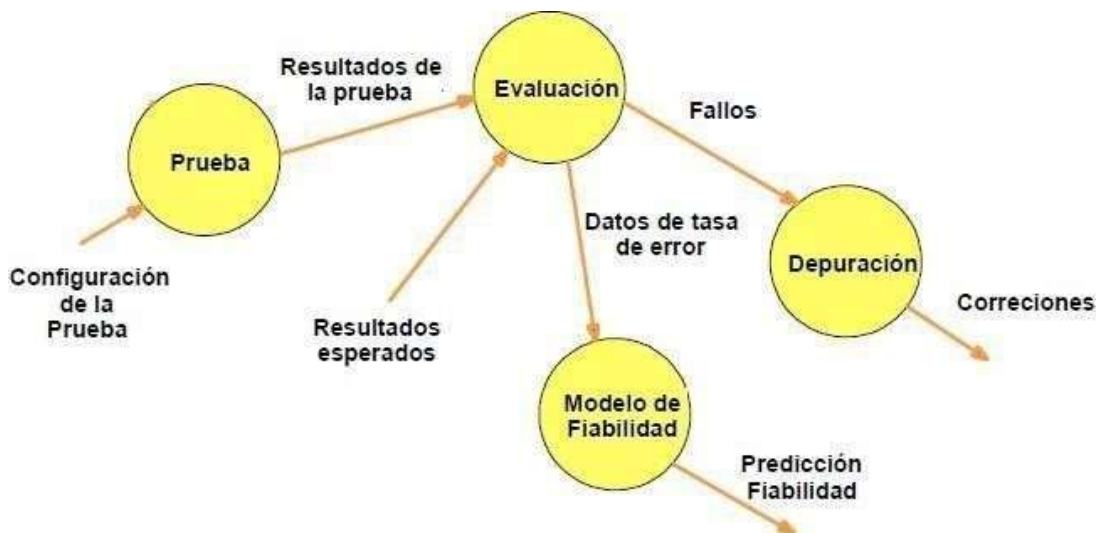 Resultados de
la prueba
Evaluación
Fallos
Prueba
Datos de tasa
de error
Depuración
Configuración
de la
Prueba
Resultados
esperados
Correciones
Modelo de
Fiabilidad
Predicción
Fiabilidad